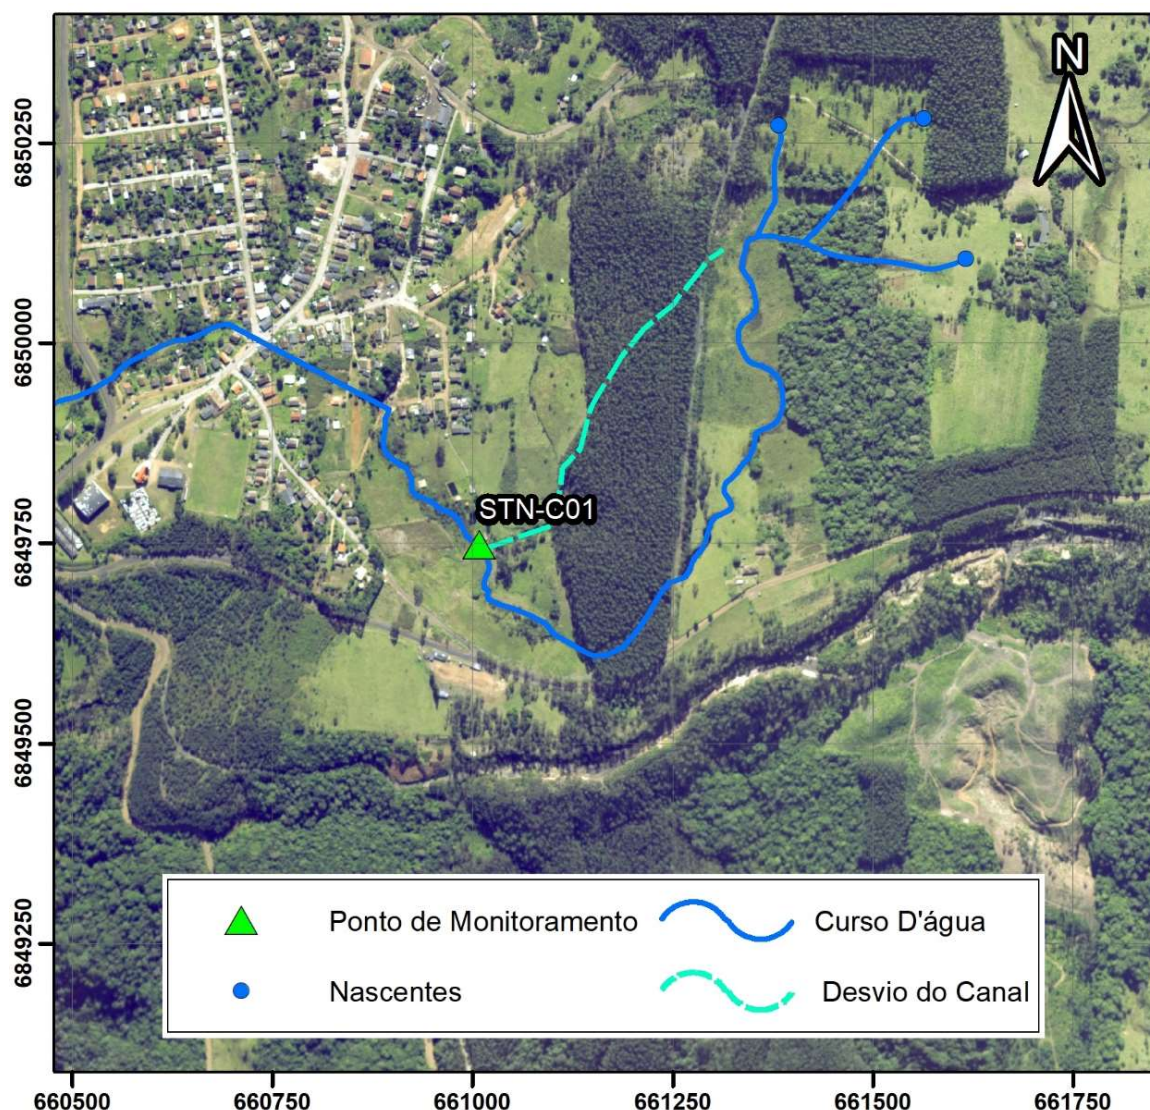 N
6850250
6850000
6849750
6849500
6849250
STN-C01
Ponto de Monitoramento
Curso D'água
Nascentes
Desvio do Canal
660500
660750
661000
661250
661500
661750